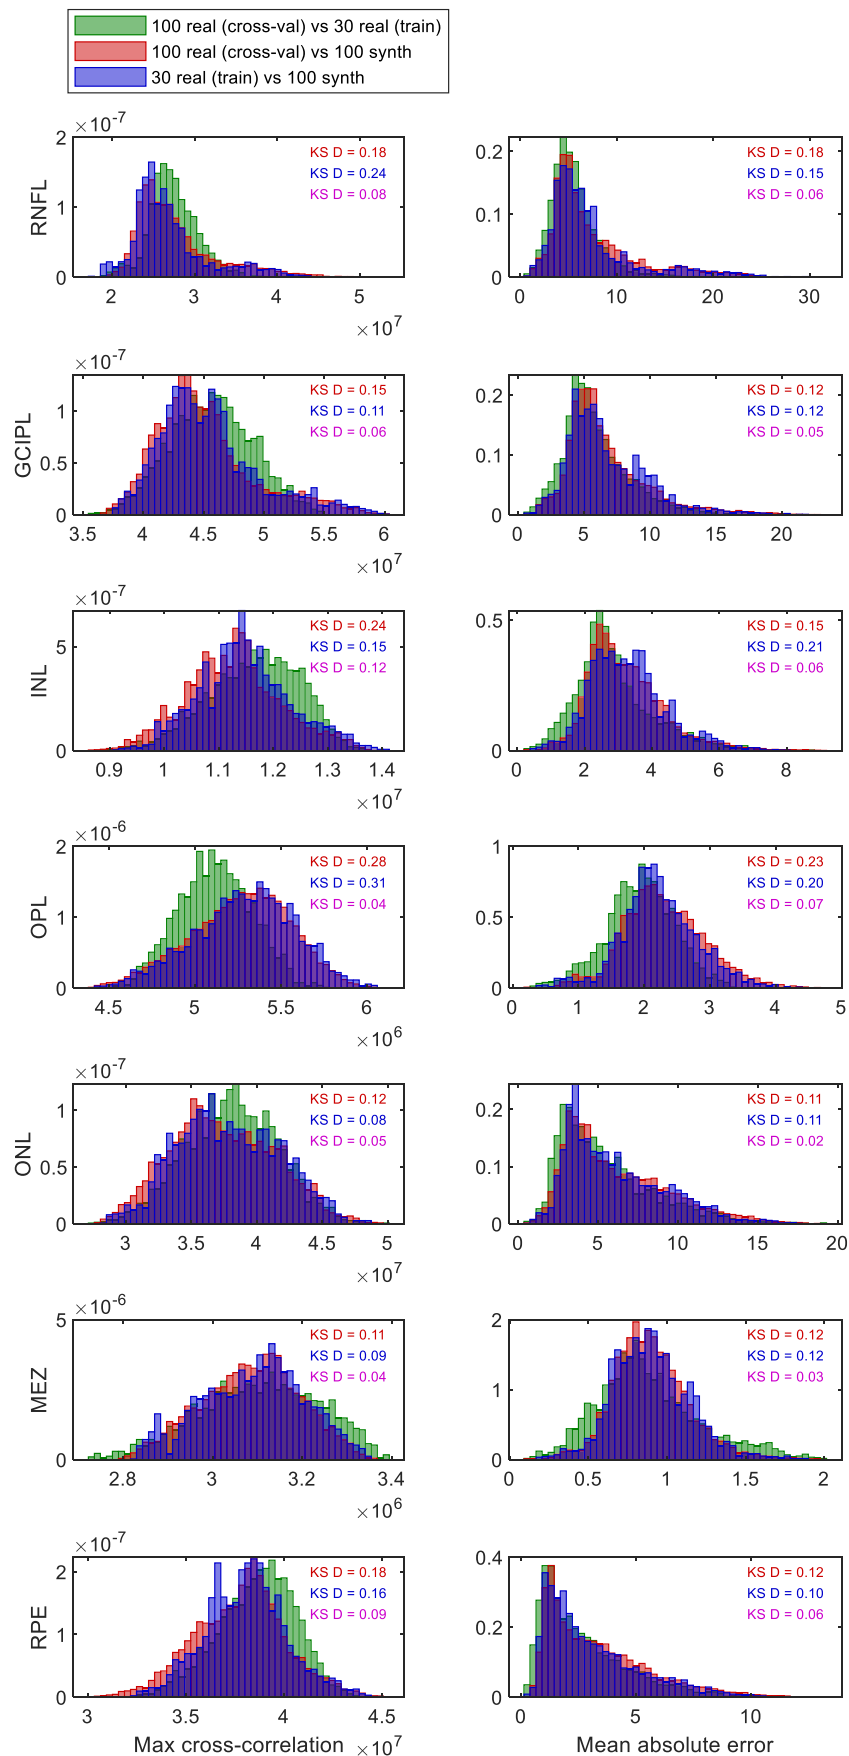 100 real (cross-val) vs 30 real (train)
100 real (cross-val) vs 100 synth
30 real (train) vs 100 synth
×10-7
2
1
0
RNFL
KS D = 0.18
KS D = 0.24
KS D = 0.08
2 3 4 5
×10^7
0.2
0.1
0
KS D = 0.18
KS D = 0.15
KS D = 0.06
0 10 20 30
×10-7
1
0.5
0
GCIPL
KS D = 0.15
KS D = 0.11
KS D = 0.06
3.5 4 4.5 5 5.5 6
×10^7
0.2
0.1
0
KS D = 0.12
KS D = 0.12
KS D = 0.05
0 5 10 15 20
×10-7
5
0
INL
KS D = 0.24
KS D = 0.15
KS D = 0.12
0.9 1 1.1 1.2 1.3 1.4
×10^7
0.5
0
KS D = 0.15
KS D = 0.21
KS D = 0.06
0 2 4 6 8
×10-6
2
1
0
OPL
KS D = 0.28
KS D = 0.31
KS D = 0.04
4.5 5 5.5 6
×10^6
1
0.5
0
KS D = 0.23
KS D = 0.20
KS D = 0.07
0 1 2 3 4 5
×10-7
1
0.5
0
ONL
KS D = 0.12
KS D = 0.08
KS D = 0.05
3 3.5 4 4.5 5
×10^7
0.2
0.1
0
KS D = 0.11
KS D = 0.11
KS D = 0.02
0 5 10 15 20
×10-6
5
0
MEZ
KS D = 0.11
KS D = 0.09
KS D = 0.04
2.8 3 3.2 3.4
×10^6
2
1
0
KS D = 0.12
KS D = 0.12
KS D = 0.03
0 0.5 1 1.5 2
×10-7
2
1
0
RPE
KS D = 0.18
KS D = 0.16
KS D = 0.09
3 3.5 4 4.5
Max cross-correlation ×10^7
0.4
0.2
0
KS D = 0.12
KS D = 0.10
KS D = 0.06
0 5 10
Mean absolute error